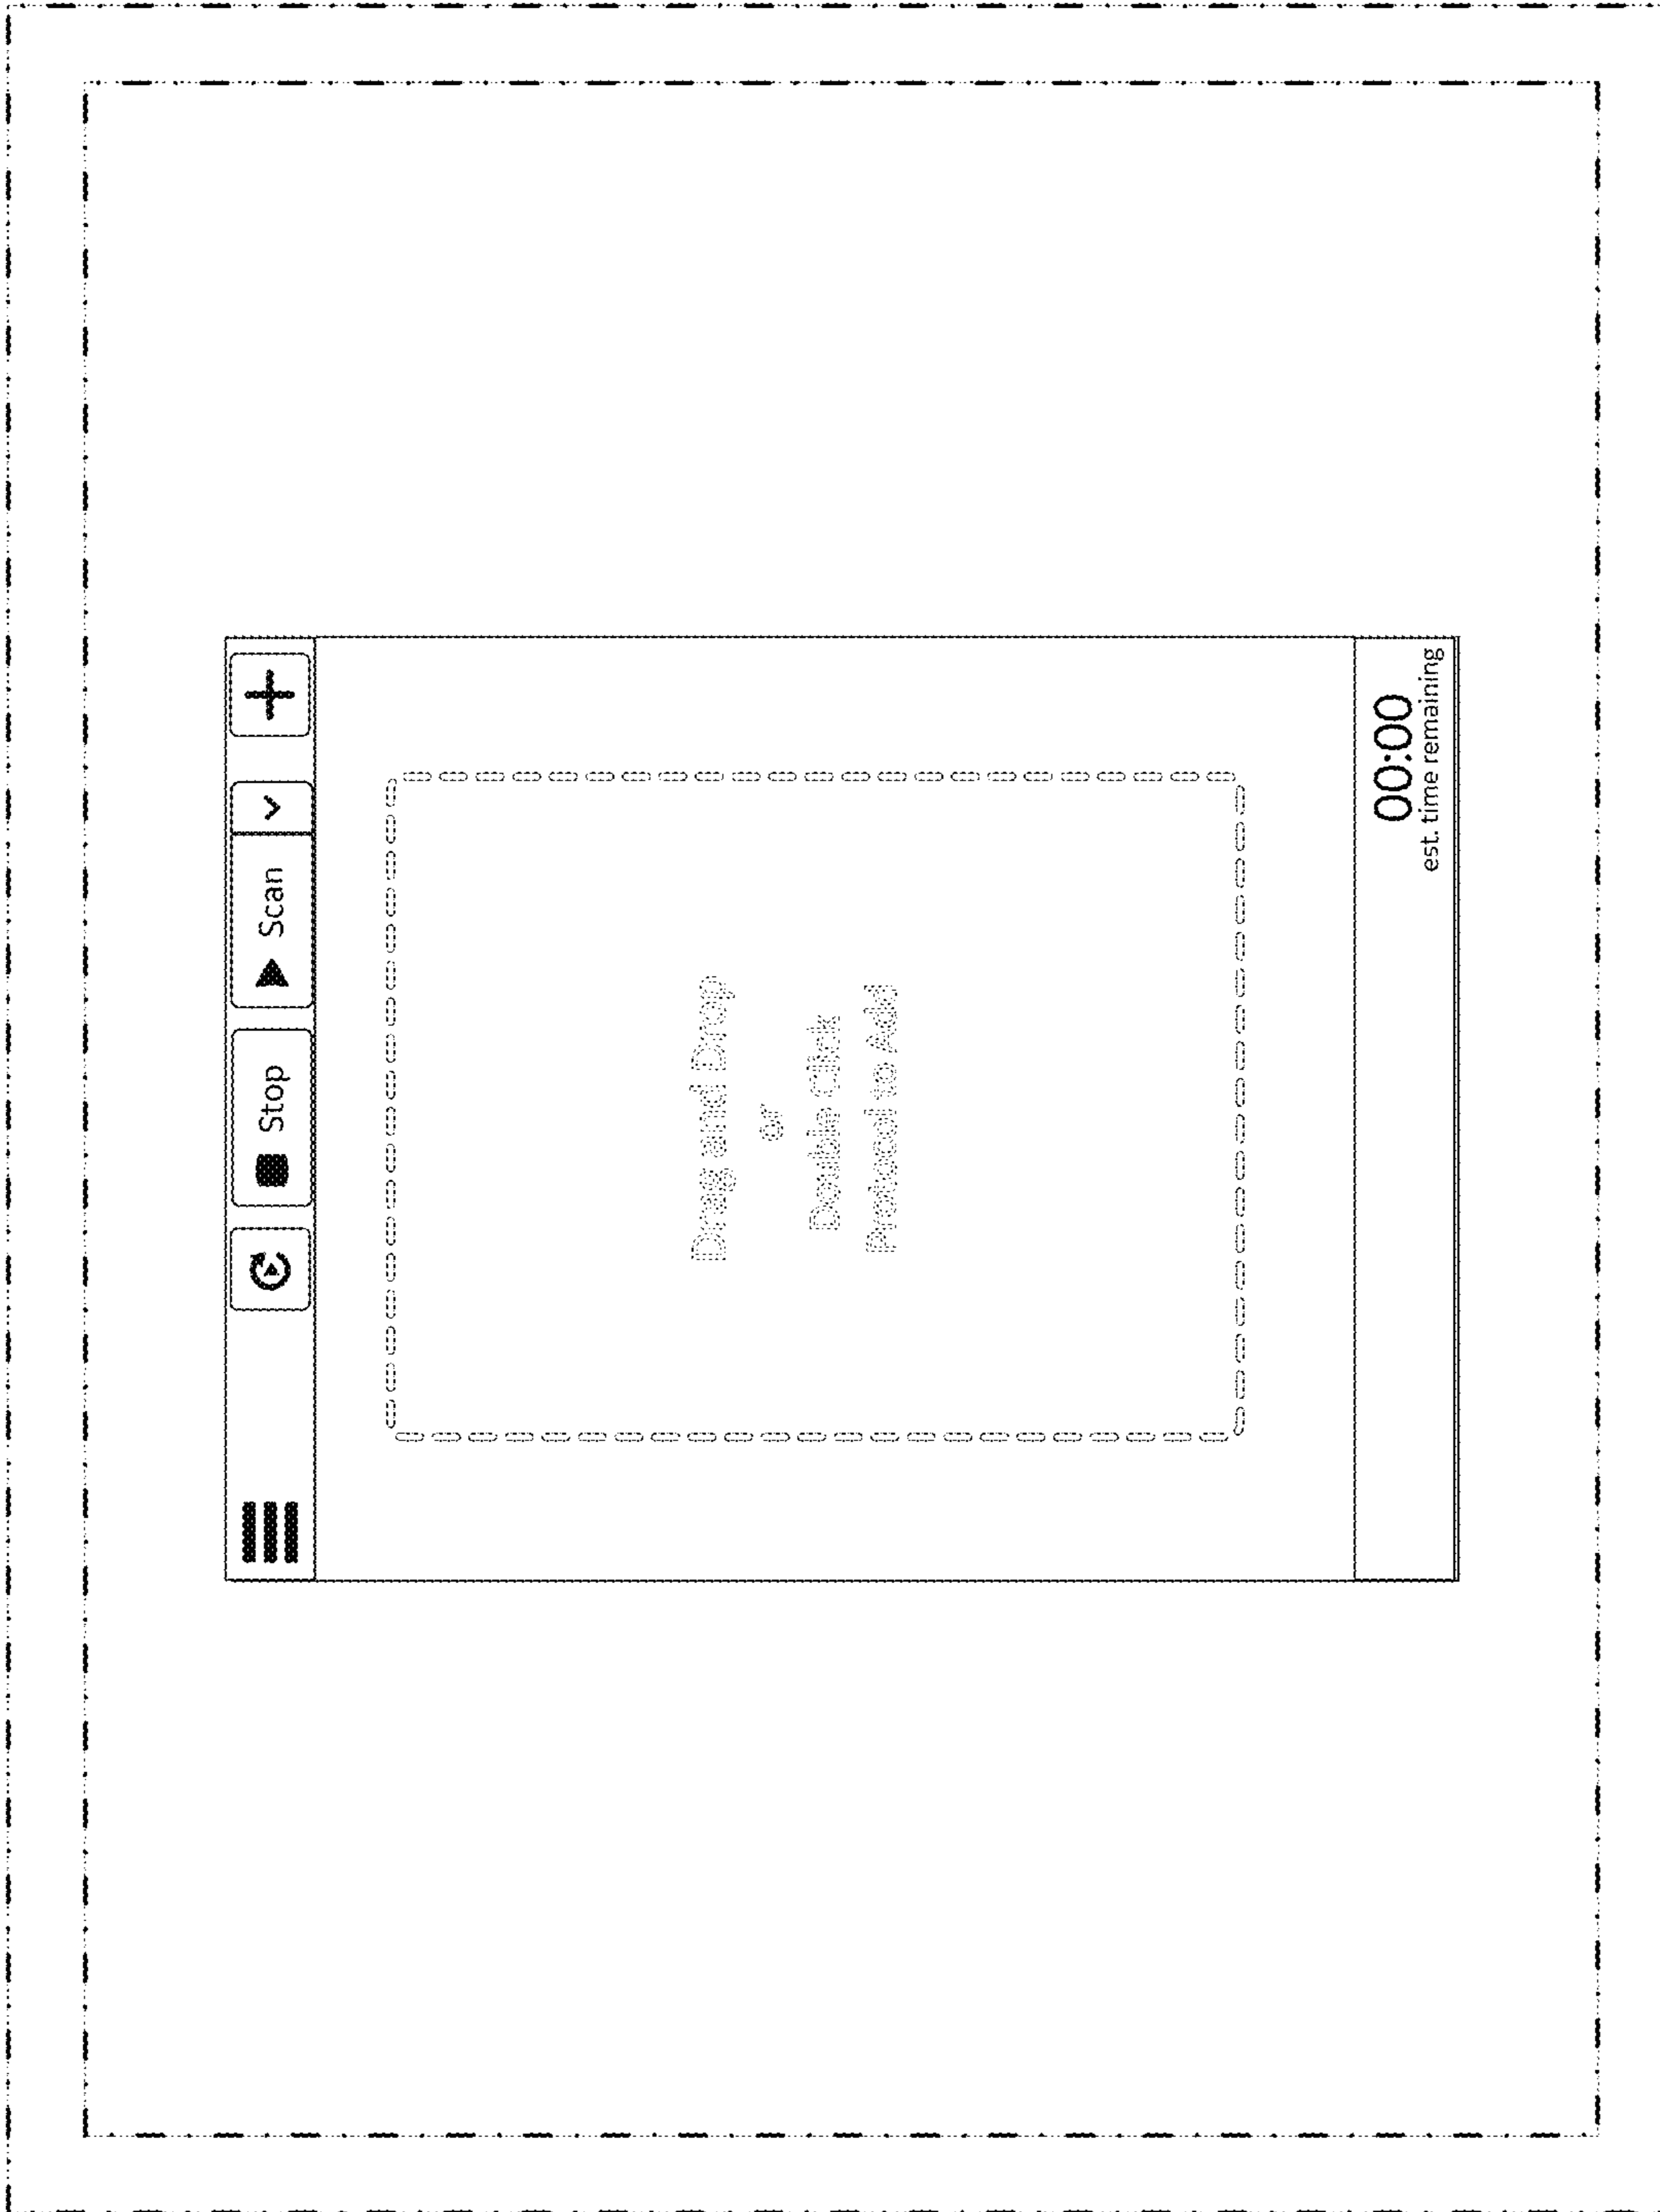 Stop
Scan
Drag and Drop
or
Double Click
Protocol to Add
00:00
est. time remaining